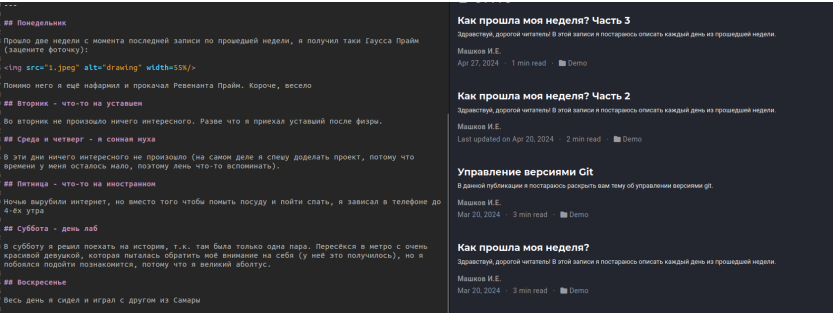 ---
## Понедельник
Прошло две недели с момента последней записи по прошедшей недели, я получил таки Гаусса Прайм
(зацените фоточку):
<img src="1.jpeg" alt="drawing" width=55%/>
Помимо него я ещё нафармил и прокачал Ревенанта Прайм. Короче, весело
## Вторник - что-то на уставшем
Во вторник не произошло ничего интересного. Разве что я приехал уставший после физры.
## Среда и четверг - я сонная муха
В эти дни ничего интересного не произошло (на самом деле я спешу доделать проект, потому что
времени у меня осталось мало, поэтому лень что-то вспоминать).
## Пятница - что-то на иностранном
Ночью вырубили интернет, но вместо того чтобы помыть посуду и пойти спать, я зависал в телефоне до
4-ёх утра
## Суббота - день лаб
В субботу я решил поехать на историю, т.к. там была только одна пара. Пересёкся в метро с очень
красивой девушкой, которая пыталась обратить моё внимание на себя (у неё это получилось), но я
побоялся подойти познакомится, потому что я великий аболтус.
## Воскресенье
Весь день я сидел и играл с другом из Самары
Как прошла моя неделя? Часть 3
Здравствуй, дорогой читатель! В этой записи я постараюсь описать каждый день из прошедшей недели.
Машков И.Е.
Apr 27, 2024 · 1 min read · Demo
Как прошла моя неделя? Часть 2
Здравствуй, дорогой читатель! В этой записи я постараюсь описать каждый день из прошедшей недели.
Машков И.Е.
Last updated on Apr 20, 2024 · 2 min read · Demo
Управление версиями Git
В данной публикации я постараюсь раскрыть вам тему об управлении версиями git.
Машков И.Е.
Mar 20, 2024 · 3 min read · Demo
Как прошла моя неделя?
Здравствуй, дорогой читатель! В этой записи я постараюсь описать каждый день из прошедшей недели.
Машков И.Е.
Mar 20, 2024 · 3 min read · Demo